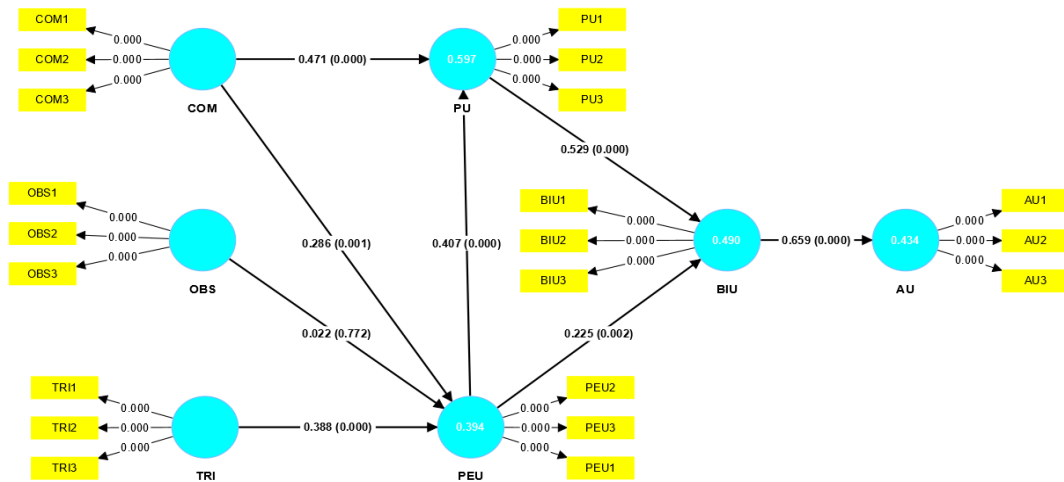 COM1
COM2
COM3
0.000
0.000
0.000
COM
0.471 (0.000)
0.597
PU
0.000
0.000
0.000
PU1
PU2
PU3
0.529 (0.000)
OBS1
OBS2
OBS3
0.000
0.000
0.000
OBS
0.286 (0.001)
0.407 (0.000)
BIU1
BIU2
BIU3
0.000
0.000
0.000
0.490
BIU
0.659 (0.000)
0.434
AU
0.000
0.000
0.000
AU1
AU2
AU3
0.022 (0.772)
0.225 (0.002)
TRI1
TRI2
TRI3
0.000
0.000
0.000
TRI
0.388 (0.000)
0.394
PEU
0.000
0.000
0.000
PEU2
PEU3
PEU1